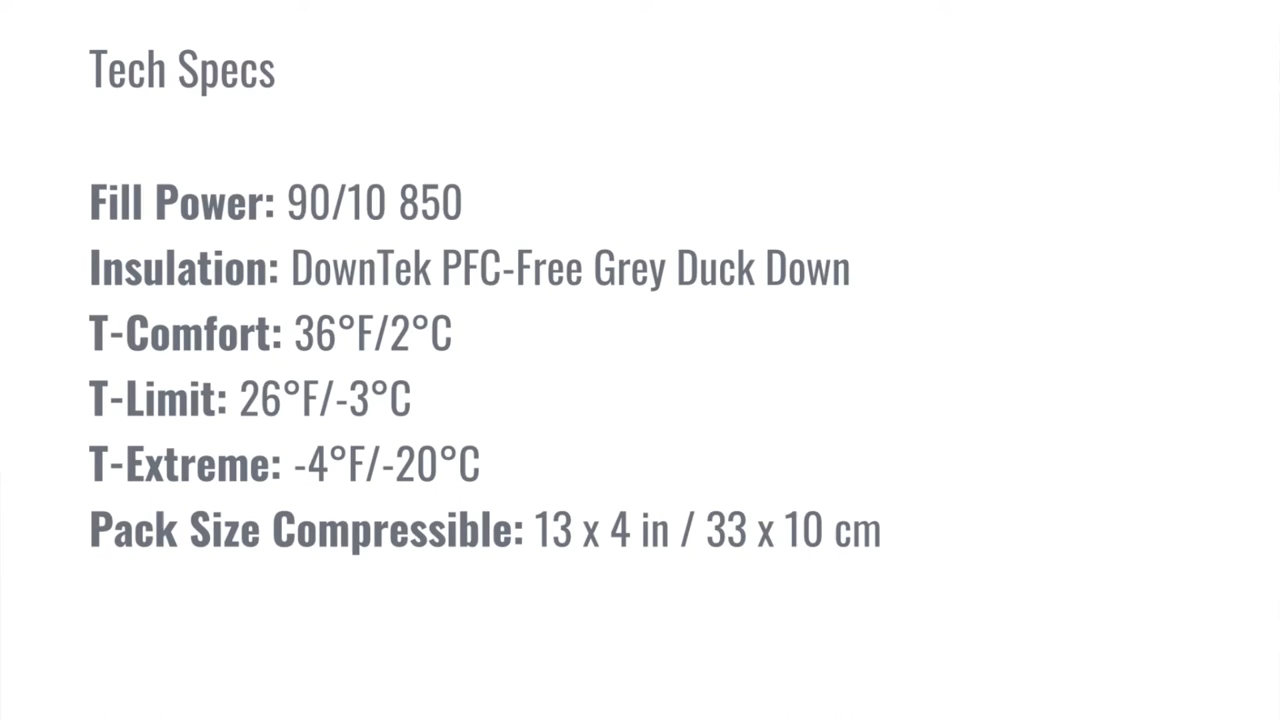 Tech Specs
Fill Power: 90/10 850
Insulation: DownTek PFC-Free Grey Duck Down
T-Comfort: 36°F/2°C
T-Limit: 26°F/-3°C
T-Extreme: -4°F/-20°C
Pack Size Compressible: 13 x 4 in / 33 x 10 cm